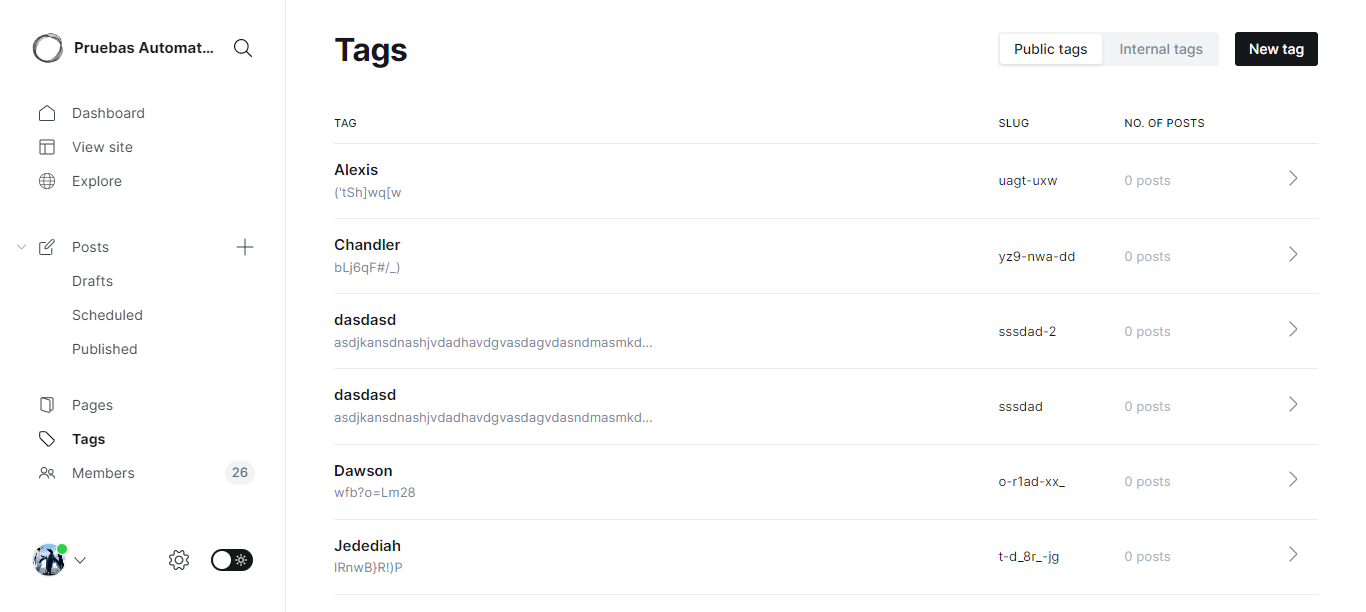 Pruebas Automat...
Dashboard
View site
Explore
Posts
Drafts
Scheduled
Published
Pages
Tags
Members 26
Tags
Public tags Internal tags New tag
TAG SLUG NO. OF POSTS
Alexis
('tSh]wq[w uagt-uxw 0 posts
Chandler
bLj6qF#/_) yz9-nwa-dd 0 posts
dasdasd
asdjkansdnashjvdadhavdgvasdagvdasndmasmkd... sssdad-2 0 posts
dasdasd
asdjkansdnashjvdadhavdgvasdagvdasndmasmkd... sssdad 0 posts
Dawson
wfb?o=Lm28 o-r1ad-xx_ 0 posts
Jedediah
IRnwB}R!)P t-d_8r_-jg 0 posts